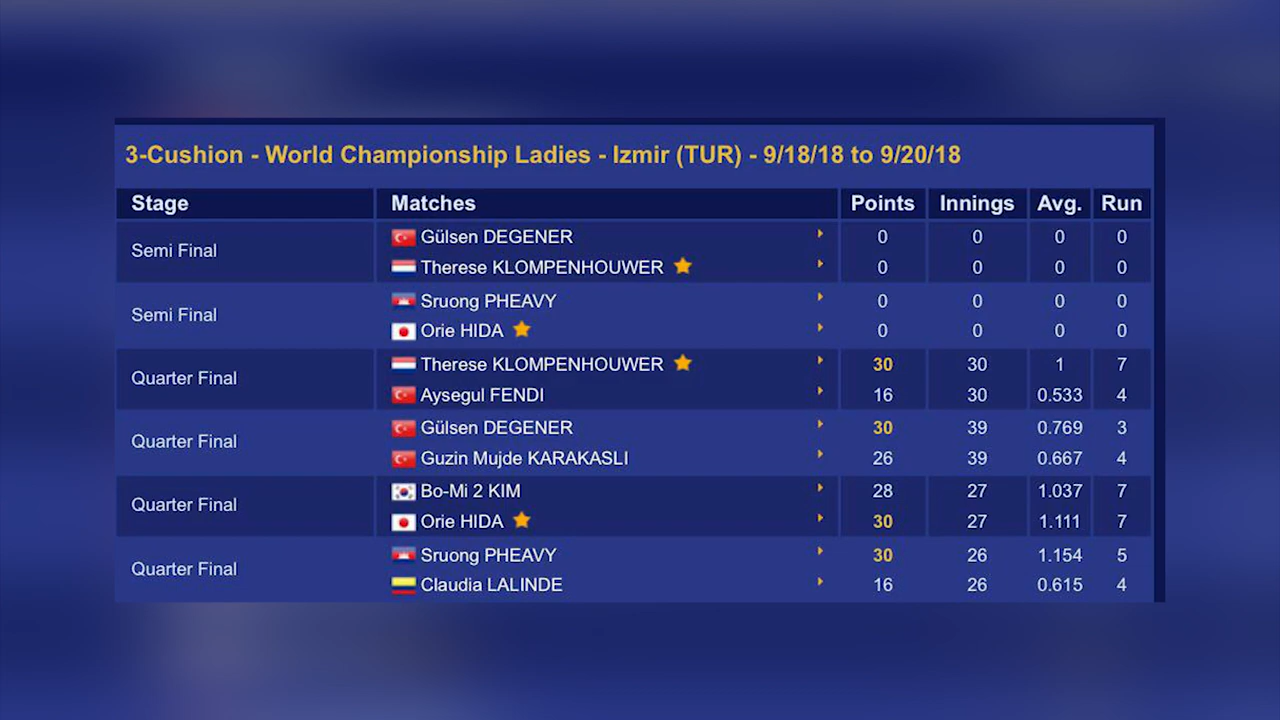 3-Cushion - World Championship Ladies - Izmir (TUR) - 9/18/18 to 9/20/18
Stage Matches Points Innings Avg. Run
Semi Final
Gülsen DEGENER 0 0 0 0
Therese KLOMPENHOUWER 0 0 0 0
Semi Final
Sruong PHEAVY 0 0 0 0
Orie HIDA 0 0 0 0
Quarter Final
Therese KLOMPENHOUWER 30 30 1 7
Aysegul FENDI 16 30 0.533 4
Quarter Final
Gülsen DEGENER 30 39 0.769 3
Guzin Mujde KARAKASLI 26 39 0.667 4
Quarter Final
Bo-Mi 2 KIM 28 27 1.037 7
Orie HIDA 30 27 1.111 7
Quarter Final
Sruong PHEAVY 30 26 1.154 5
Claudia LALINDE 16 26 0.615 4